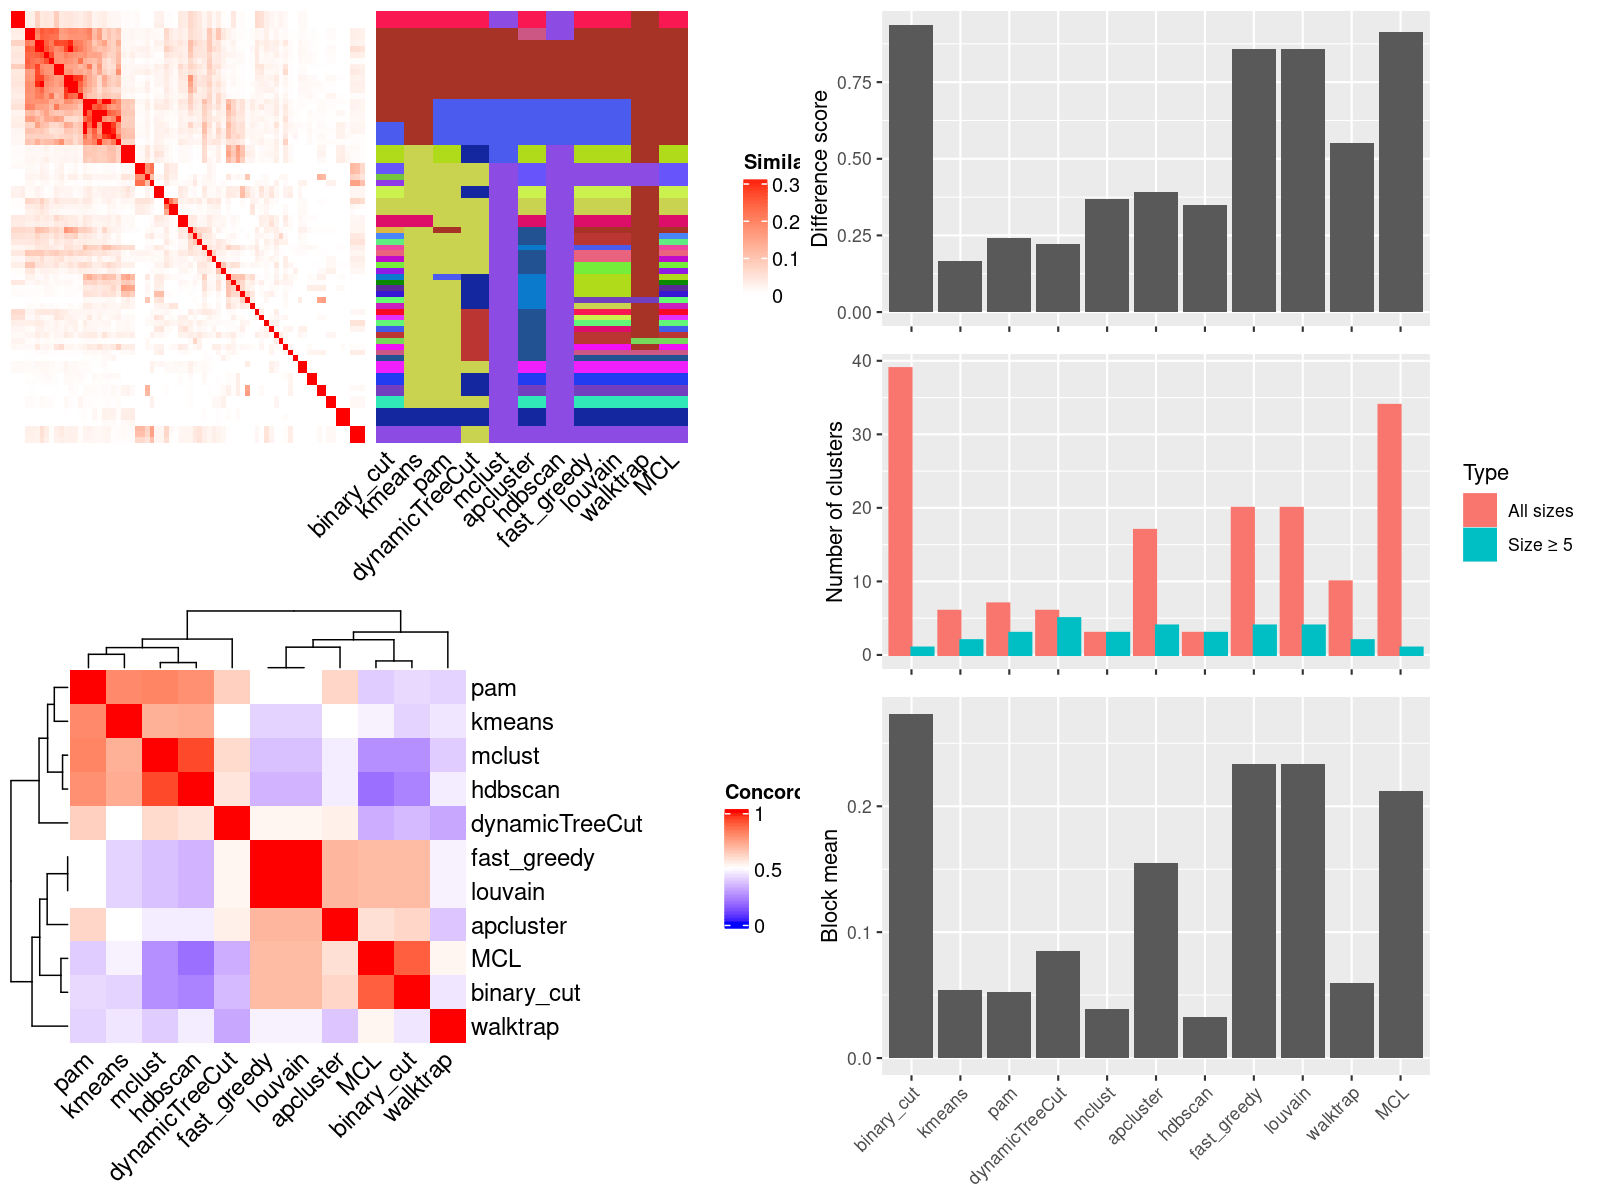 Simila
0.3
0.2
0.1
0
binary_cut
kmeans
pam
dynamicTreeCut
mclust
apcluster
hdbscan
fast_greedy
louvain
walktrap
MCL
pam
kmeans
mclust
hdbscan
dynamicTreeCut
fast_greedy
louvain
apcluster
MCL
binary_cut
walktrap
pam
kmeans
mclust
hdbscan
dynamicTreeCut
fast_greedy
louvain
apcluster
MCL
binary_cut
walktrap
Concord
1
0.5
0
Difference score
0.75
0.50
0.25
0.00
Number of clusters
40
30
20
10
0
Type
All sizes
Size ≥ 5
Block mean
0.2
0.1
0.0
binary_cut
kmeans
pam
dynamicTreeCut
mclust
apcluster
hdbscan
fast_greedy
louvain
walktrap
MCL